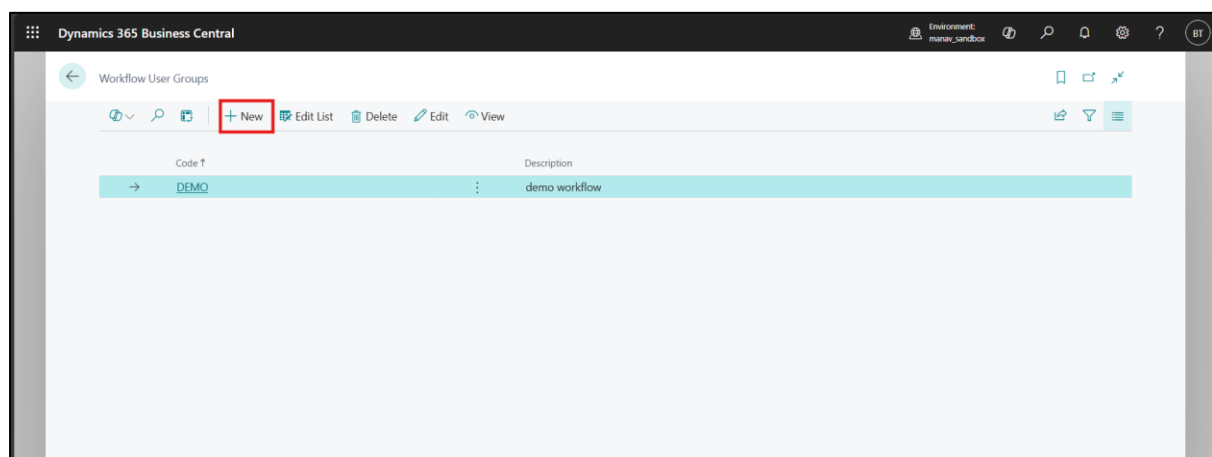 Dynamics 365 Business Central
Environment:
manav_sandbox
?
BT
Workflow User Groups
+ New Edit List Delete Edit View
Code ↑ Description
→ DEMO ⋮ demo workflow